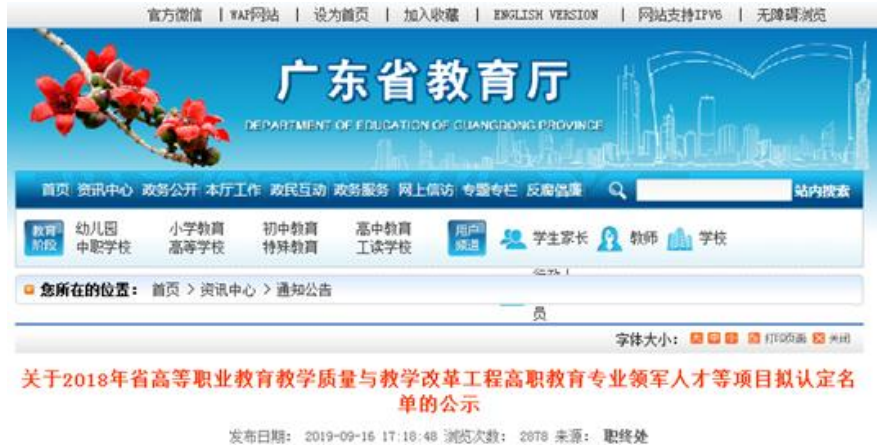 官方微信 | WAP网站 | 设为首页 | 加入收藏 | ENGLISH VERSION | 网站支持IPV6 | 无障碍浏览
广东省教育厅
DEPARTMENT OF EDUCATION OF GUANGDONG PROVINCE
首页 资讯中心 政务公开 本厅工作 政民互动 政务服务 网上信访 专题专栏 反腐倡廉 站内搜索
教育阶段 幼儿园 小学教育 初中教育 高中教育 用户频道 学生家长 教师 学校
中职学校 高等学校 特殊教育 工读学校
您所在的位置: 首页 > 资讯中心 > 通知公告
员
字体大小: 大 中 小 打印页面 关闭
关于2018年省高等职业教育教学质量与教学改革工程高职教育专业领军人才等项目拟认定名
单的公示
发布日期: 2019-09-16 17:18:48 浏览次数: 2878 来源: 职终处